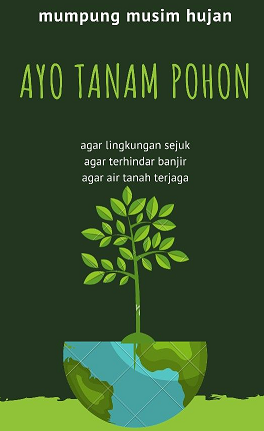 mumpung musim hujan
AYO TANAM POHON
agar lingkungan sejuk
agar terhindar banjir
agar air tanah terjaga